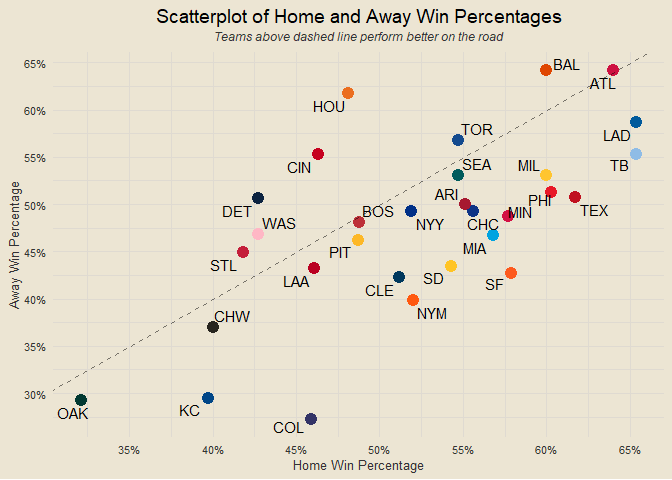 Scatterplot of Home and Away Win Percentages
Teams above dashed line perform better on the road
65%
BAL
ATL
60%
HOU
TOR
LAD
55%
CIN
SEA
MIL
TB
50%
DET
WAS
BOS
NYY
ARI
CHC
MIN
PHI
TEX
45%
STL
PIT
LAA
CLE
SD
MIA
SF
40%
CHW
NYM
35%
30%
OAK
KC
COL
Away Win Percentage
35% 40% 45% 50% 55% 60% 65%
Home Win Percentage